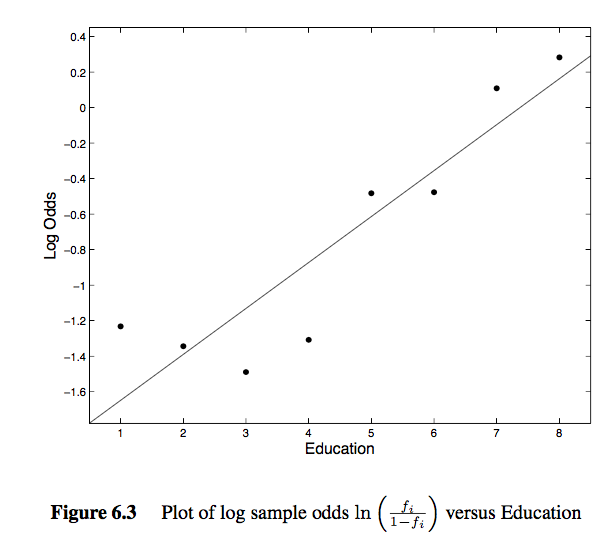 0.4
0.2
0
−0.2
−0.4
−0.6
−0.8
−1
−1.2
−1.4
−1.6
Log Odds
1 2 3 4 5 6 7 8
Education
Figure 6.3 Plot of log sample odds ln (f_i / 1−f_i) versus Education